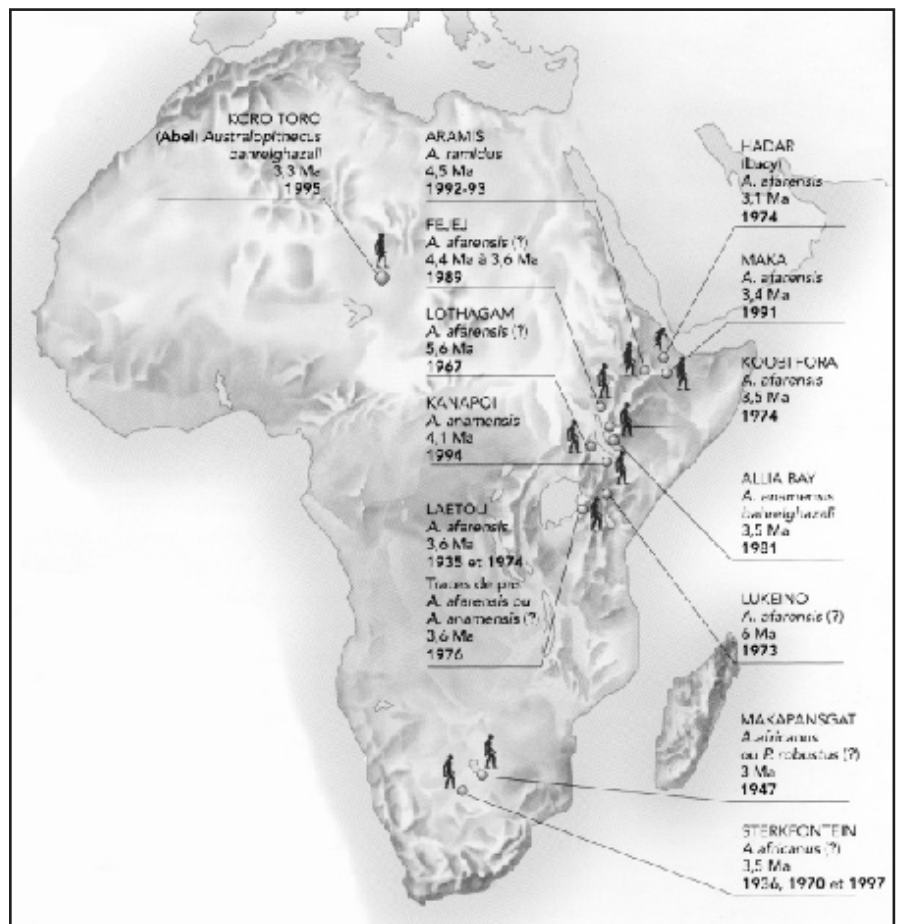 KORO TORO
(Abel) Australopithecus
bahrelghazali
3,3 Ma
1995
ARAMIS
A. ramidus
4,5 Ma
1992-93
FEJEJ
A. afarensis (?)
4,4 Ma à 3,6 Ma
1989
LOTHAGAM
A. afarensis (?)
5,6 Ma
1967
KANAPOI
A. anamensis
4,1 Ma
1994
LAETOLI
A. afarensis
3,6 Ma
1935 et 1974
Traces de pas
A. afarensis ou
A. anamensis (?)
3,6 Ma
1976
HADAR
(Lucy)
A. afarensis
3,1 Ma
1974
MAKA
A. afarensis
3,4 Ma
1991
KOOBI FORA
A. afarensis
3,5 Ma
1974
ALLIA BAY
A. anamensis
bahrelghazali
3,5 Ma
1981
LUKEINO
A. afarensis (?)
6 Ma
1973
MAKAPANSGAT
A. africanus
ou P. robustus (?)
3 Ma
1947
STERKFONTEIN
A. africanus (?)
3,5 Ma
1936, 1970 et 1997